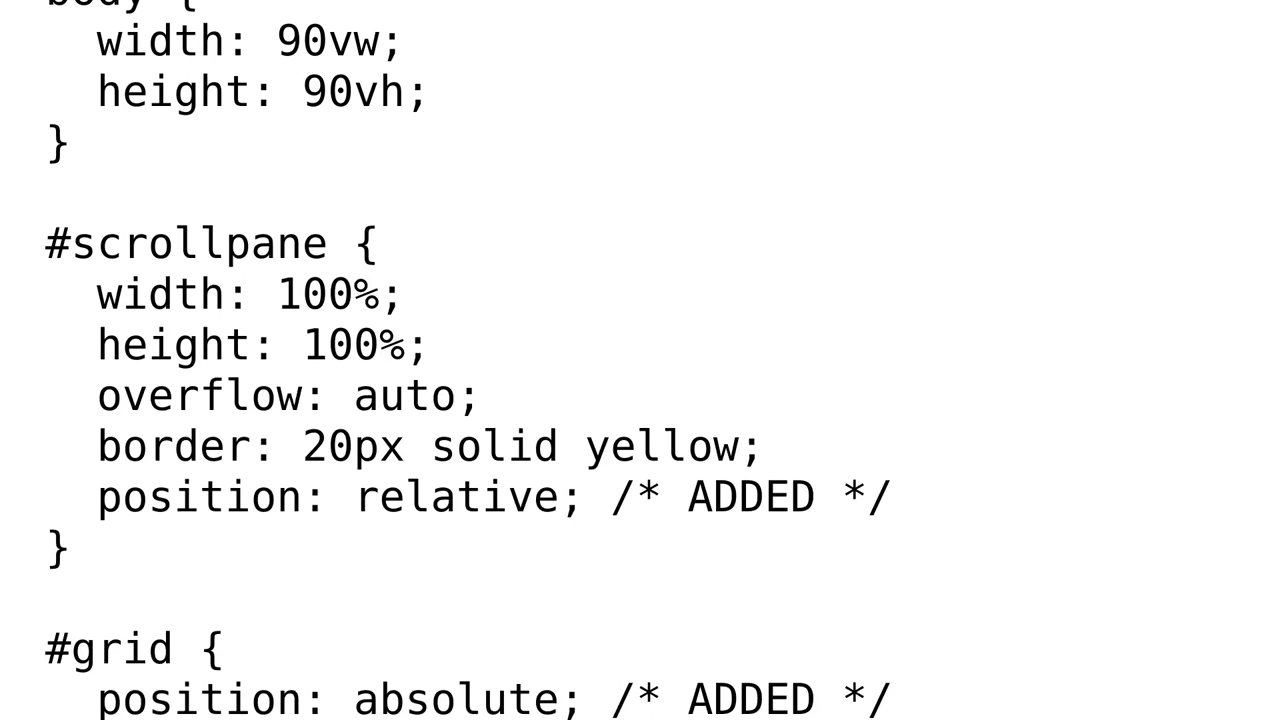 body {
  width: 90vw;
  height: 90vh;
}

#scrollpane {
  width: 100%;
  height: 100%;
  overflow: auto;
  border: 20px solid yellow;
  position: relative; /* ADDED */
}

#grid {
  position: absolute; /* ADDED */